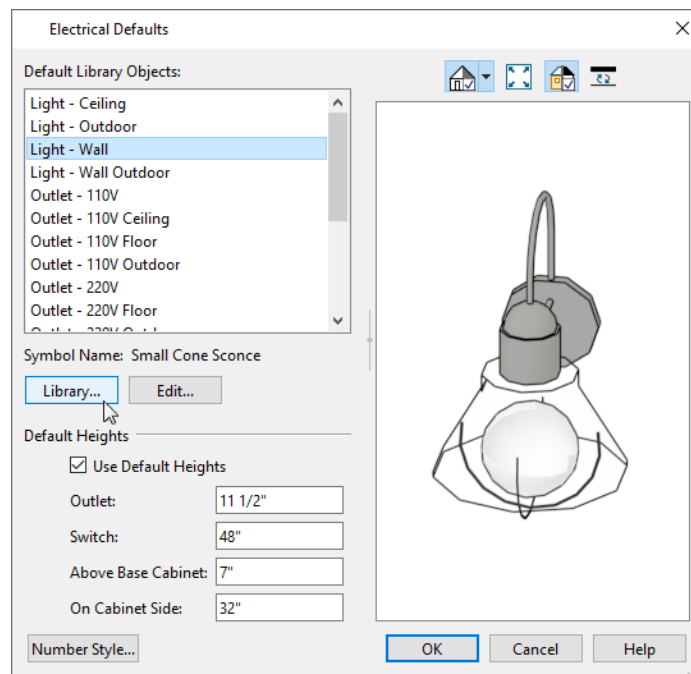 Electrical Defaults
Default Library Objects:
Light - Ceiling
Light - Outdoor
Light - Wall
Light - Wall Outdoor
Outlet - 110V
Outlet - 110V Ceiling
Outlet - 110V Floor
Outlet - 110V Outdoor
Outlet - 220V
Outlet - 220V Floor
Symbol Name: Small Cone Sconce
Library... Edit...
Default Heights
Use Default Heights
Outlet: 11 1/2"
Switch: 48"
Above Base Cabinet: 7"
On Cabinet Side: 32"
Number Style... OK Cancel Help